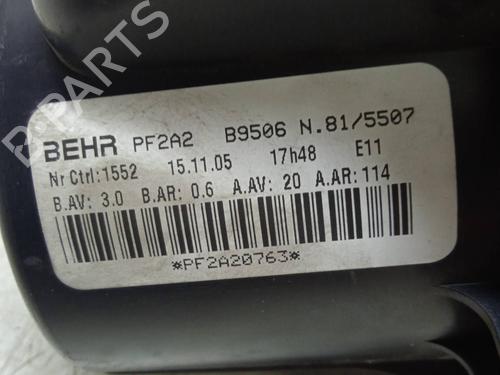 B PARTS
BEHR PF2A2 B9506 N.81/5507
Nr Ctrl:1552 15.11.05 17h48 E11
B.AV: 3.0 B.AR: 0.6 A.AV: 20 A.AR: 114
*PF2A20763*